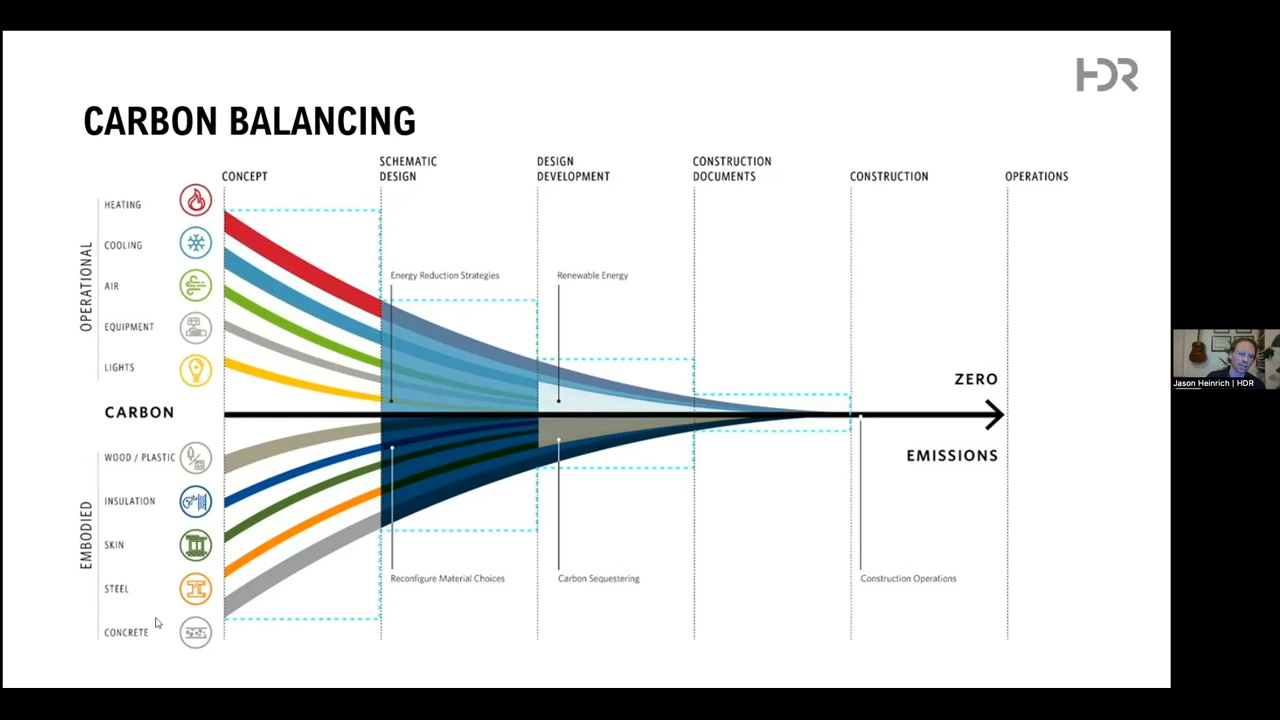 HDR
CARBON BALANCING
CONCEPT
SCHEMATIC
DESIGN
DESIGN
DEVELOPMENT
CONSTRUCTION
DOCUMENTS
CONSTRUCTION
OPERATIONS
OPERATIONAL
HEATING
COOLING
AIR
EQUIPMENT
LIGHTS
Energy Reduction Strategies
Renewable Energy
CARBON
ZERO
EMISSIONS
EMBODIED
WOOD / PLASTIC
INSULATION
SKIN
STEEL
CONCRETE
Reconfigure Material Choices
Carbon Sequestering
Construction Operations
Jason Heinrich | HDR